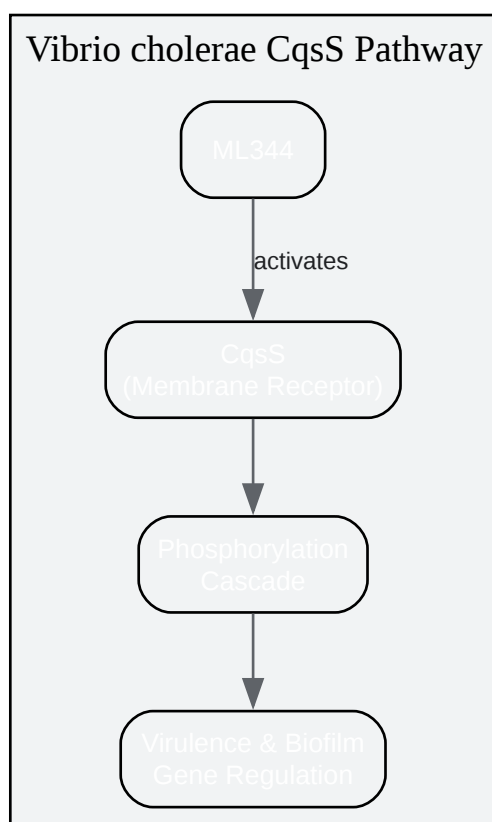 Vibrio cholerae CqsS Pathway
ML344
activates
CqsS
(Membrane Receptor)
Phosphorylation
Cascade
Virulence & Biofilm
Gene Regulation